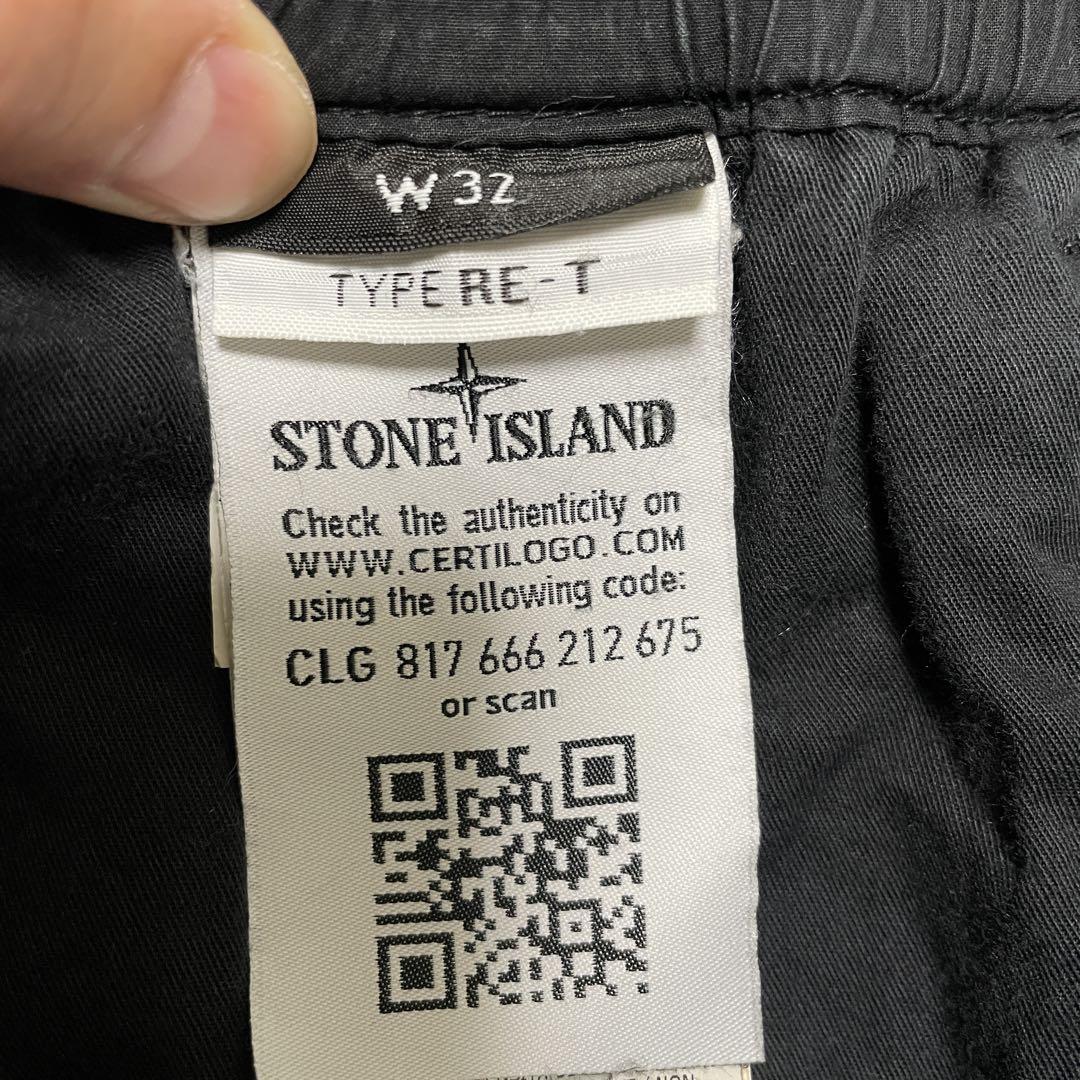 W 32
TYPE RE-T
STONE ISLAND
Check the authenticity on
WWW.CERTILOGO.COM
using the following code:
CLG 817 666 212 675
or scan